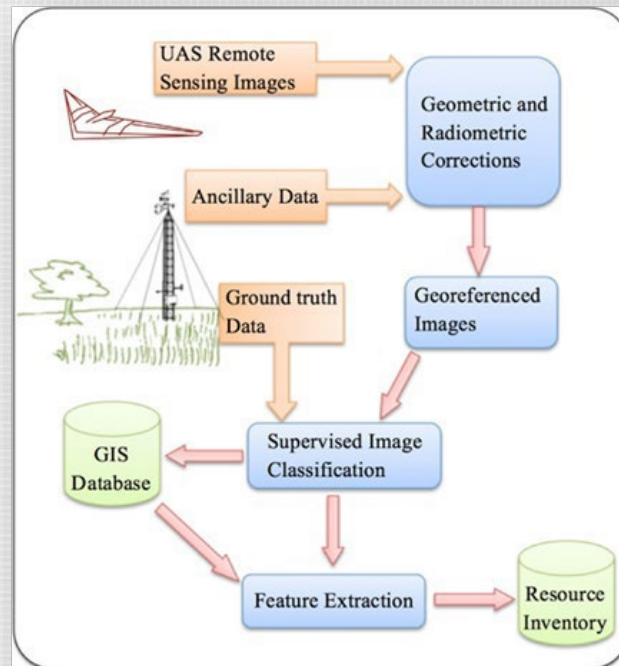 UAS Remote
Sensing Images
Geometric and
Radiometric
Corrections
Ancillary Data
Ground truth
Data
Georeferenced
Images
Supervised Image
Classification
GIS
Database
Feature Extraction
Resource
Inventory